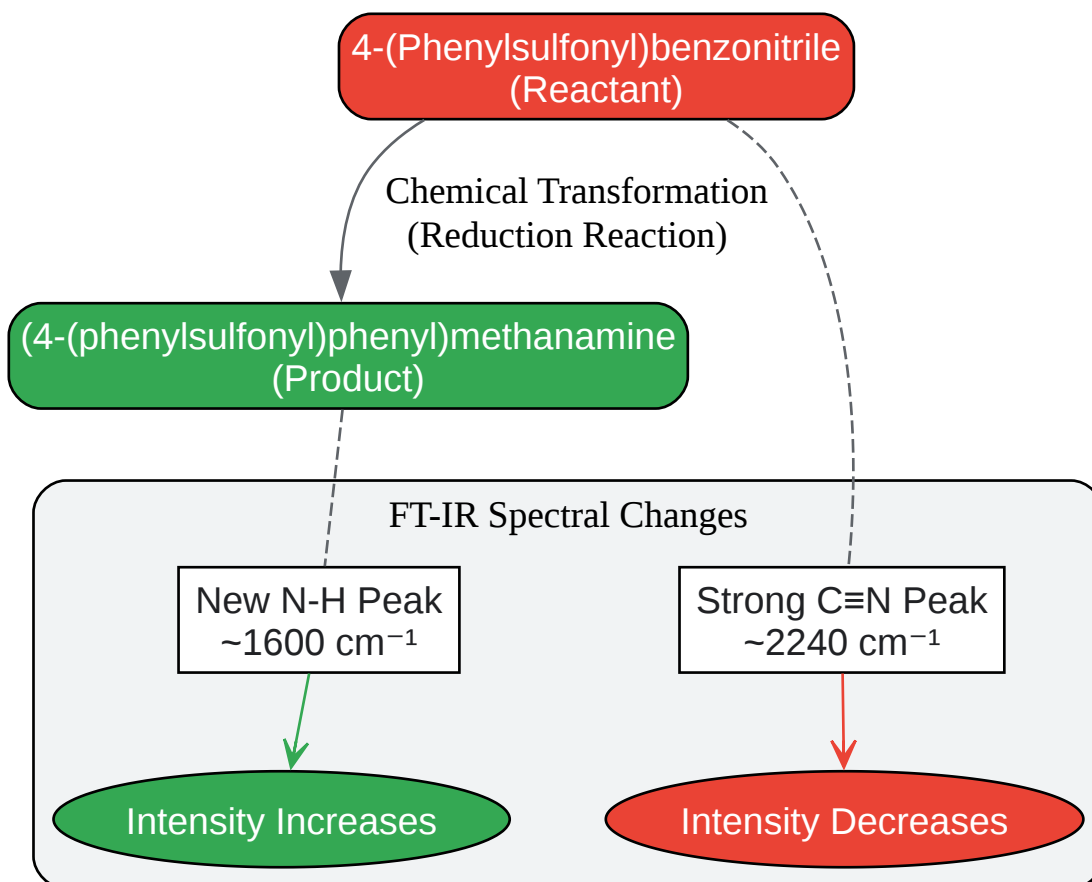 4-(Phenylsulfonyl)benzonitrile
(Reactant)
Chemical Transformation
(Reduction Reaction)
(4-(phenylsulfonyl)phenyl)methanamine
(Product)
FT-IR Spectral Changes
New N-H Peak
~1600 cm⁻¹
Strong C≡N Peak
~2240 cm⁻¹
Intensity Increases
Intensity Decreases